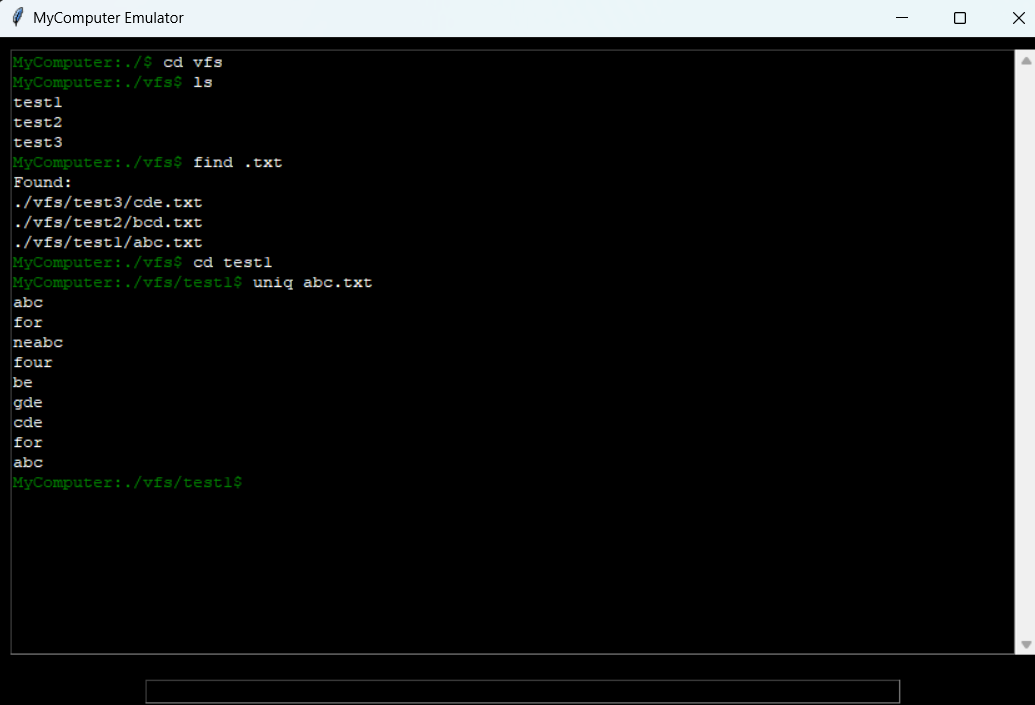 MyComputer Emulator
MyComputer:./$ cd vfs
MyComputer:./vfs$ ls
test1
test2
test3
MyComputer:./vfs$ find .txt
Found:
./vfs/test3/cde.txt
./vfs/test2/bcd.txt
./vfs/test1/abc.txt
MyComputer:./vfs$ cd test1
MyComputer:./vfs/test1$ uniq abc.txt
abc
for
neabc
four
be
gde
cde
for
abc
MyComputer:./vfs/test1$